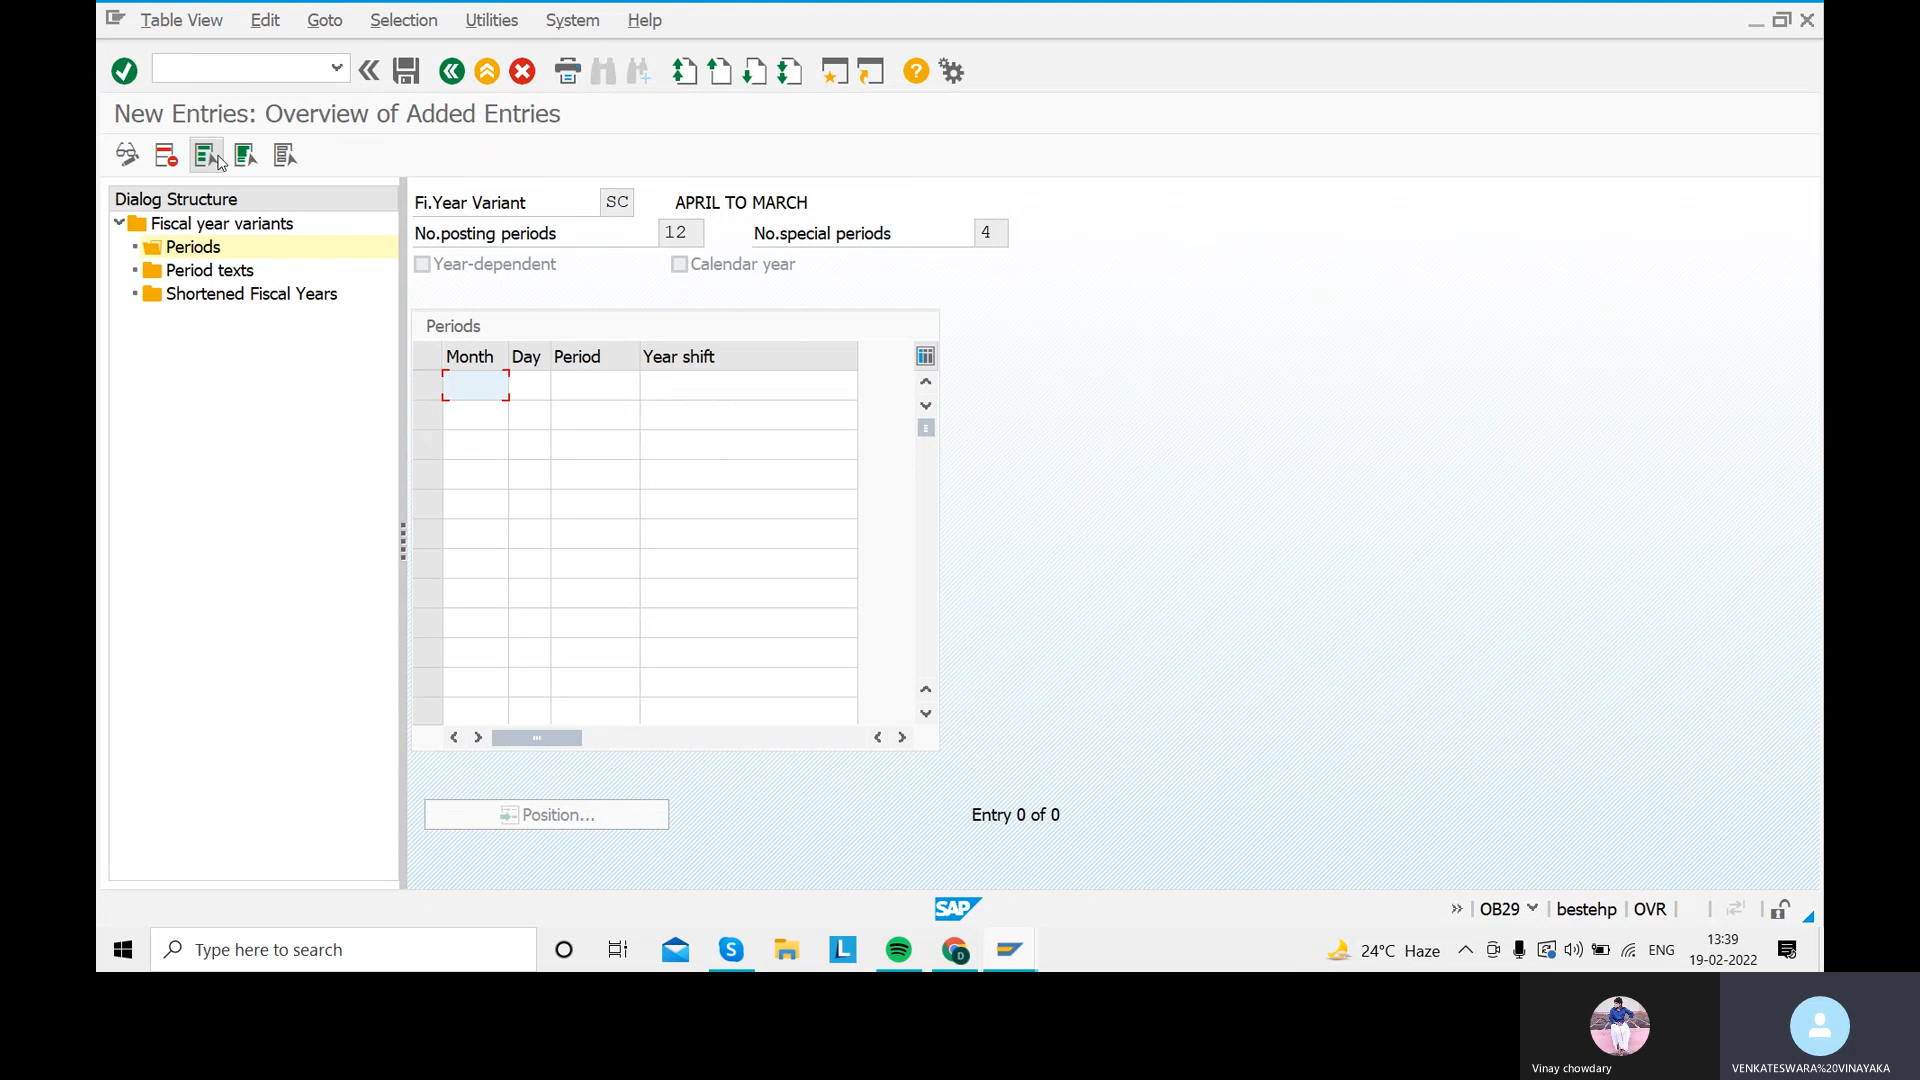 Table View Edit Goto Selection Utilities System Help
New Entries: Overview of Added Entries
Dialog Structure
Fiscal year variants
Periods
Period texts
Shortened Fiscal Years
Fi.Year Variant SC APRIL TO MARCH
No.posting periods 12 No.special periods 4
Year-dependent Calendar year
Periods
Month Day Period Year shift
Position...
Entry 0 of 0
SAP
OB29 bestehp OVR
Type here to search
24°C Haze
ENG
13:39
19-02-2022
Vinay chowdary
VENKATESWARA%20VINAYAKA